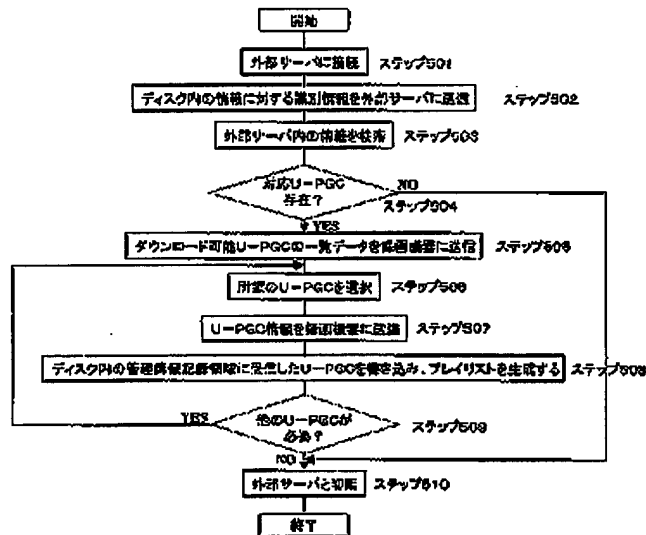 開始
外部サーバに接続 ステップ501
ディスク内の情報に対する識別情報を外部サーバに送信 ステップ502
外部サーバ内の情報を検索 ステップ503
対応U-PGC
存在?
NO
ステップ504
YES
ダウンロード可能U-PGCの一覧データを録画機器に送信 ステップ505
所望のU-PGCを選択 ステップ506
U-PGC情報を録画機器に送信 ステップ507
ディスク内の管理情報記録領域に受信したU-PGCを書き込み、プレイリストを生成する ステップ508
YES
他のU-PGCが
必要?
ステップ509
NO
外部サーバと切断 ステップ510
終了